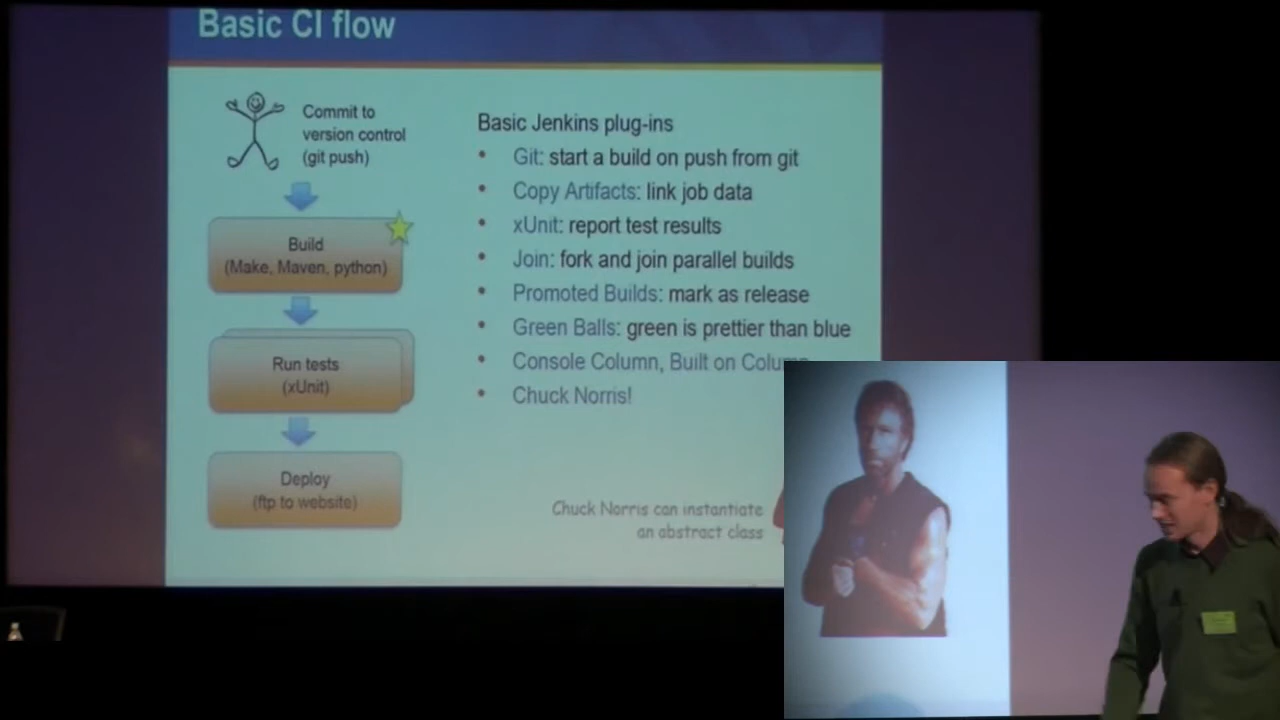 Basic CI flow
Commit to
version control
(git push)
Build
(Make, Maven, python)
Run tests
(xUnit)
Deploy
(ftp to website)
Basic Jenkins plug-ins
• Git: start a build on push from git
• Copy Artifacts: link job data
• xUnit: report test results
• Join: fork and join parallel builds
• Promoted Builds: mark as release
• Green Balls: green is prettier than blue
• Console Column, Built on Column
• Chuck Norris!
Chuck Norris can instantiate
an abstract class